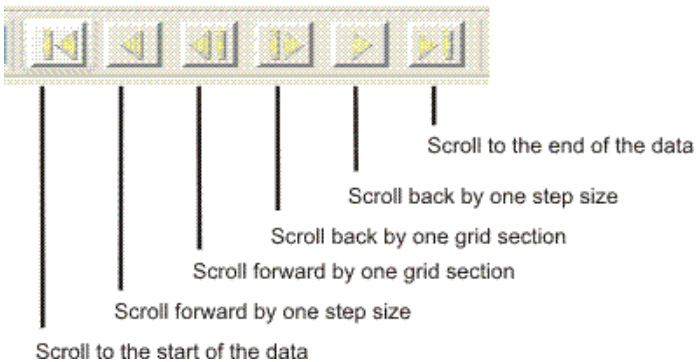 Scroll to the end of the data
Scroll back by one step size
Scroll back by one grid section
Scroll forward by one grid section
Scroll forward by one step size
Scroll to the start of the data